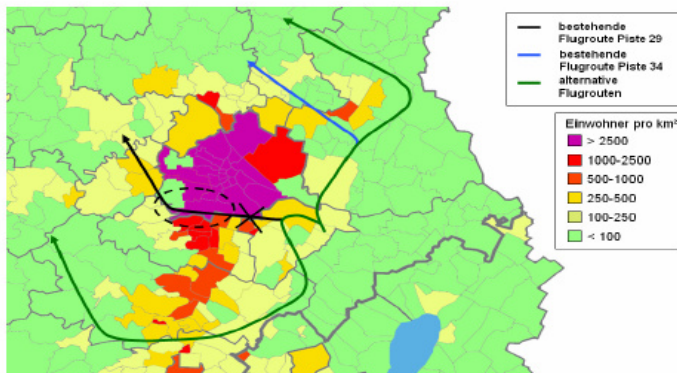 bestehende
Flugroute Piste 29
bestehende
Flugroute Piste 34
alternative
Flugrouten
Einwohner pro km²
> 2500
1000-2500
500-1000
250-500
100-250
< 100